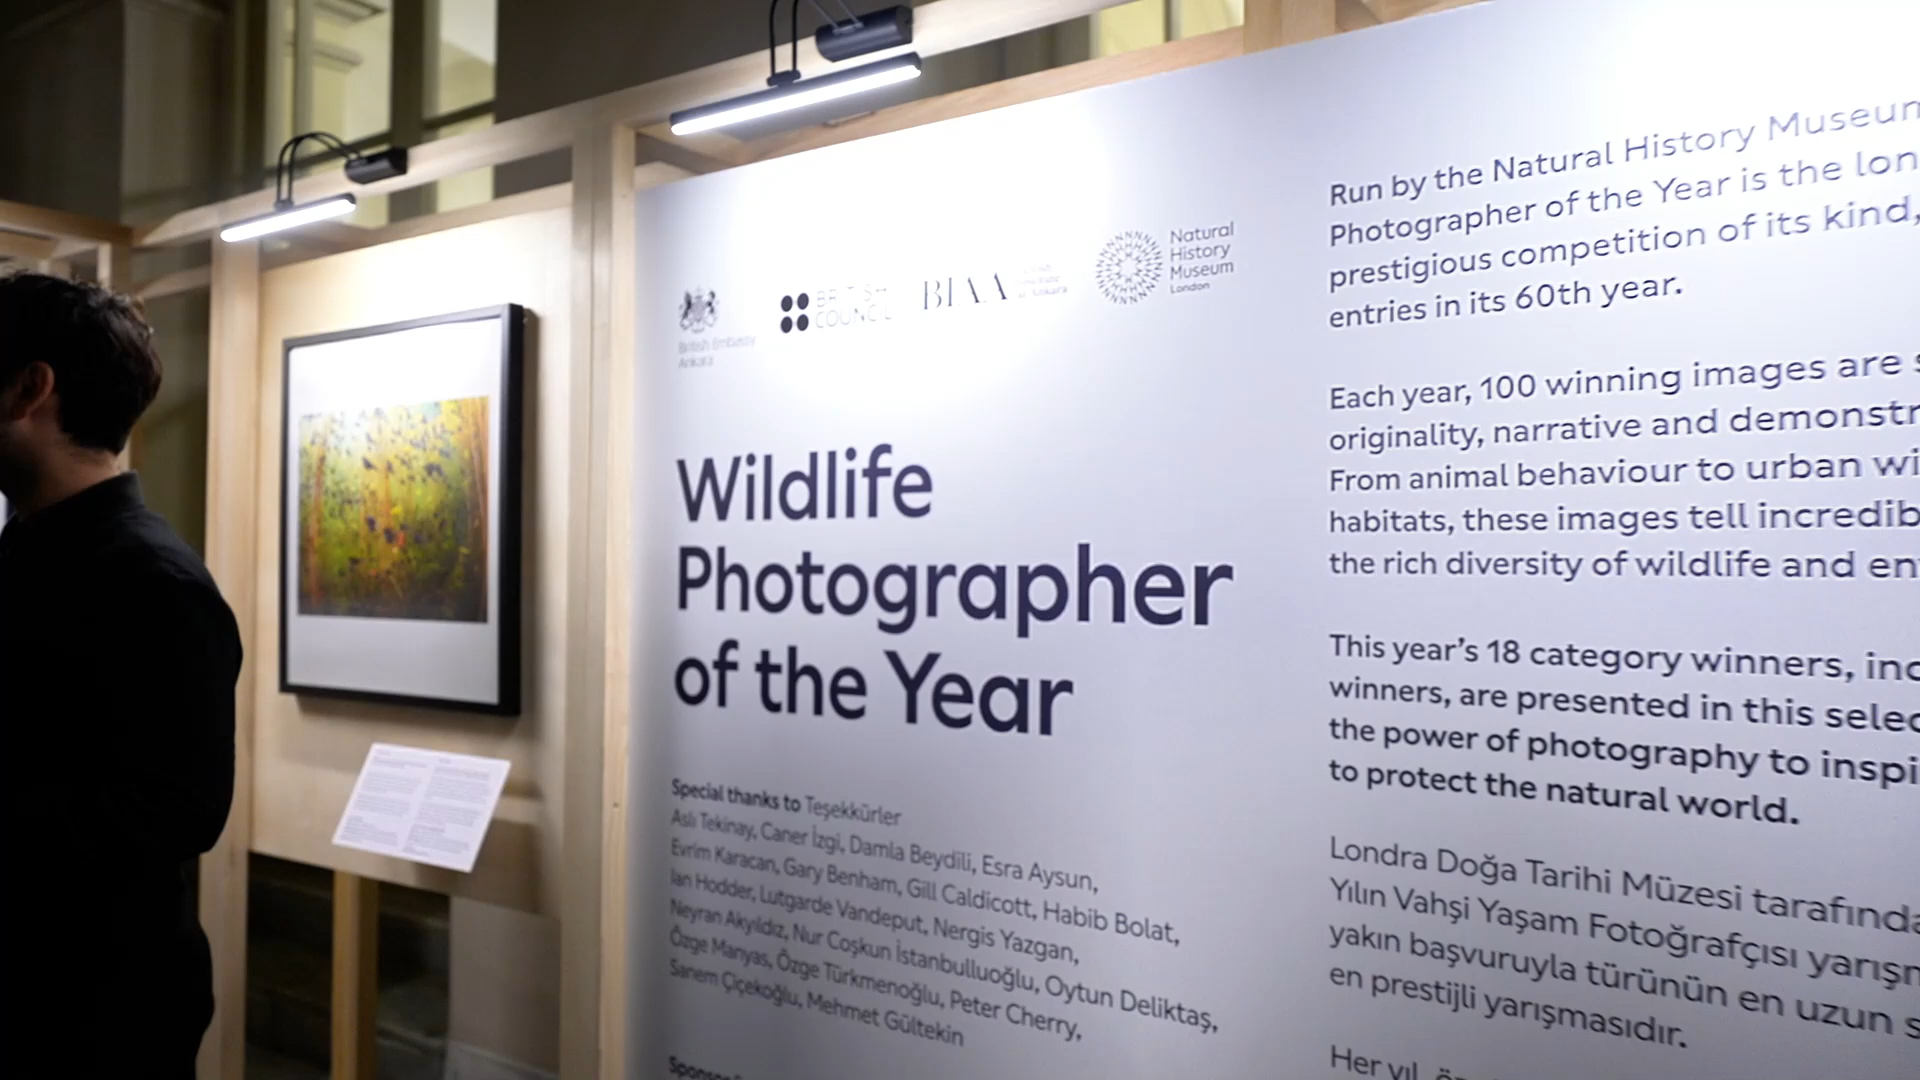 British Embassy
Ankara
BRITISH
COUNCIL
BIAA
Natural
History
Museum
London
Wildlife
Photographer
of the Year
Special thanks to Teşekkürler
Aslı Tekinay, Caner İzgi, Damla Beydili, Esra Aysun,
Evrim Karacan, Gary Benham, Gill Caldicott, Habib Bolat,
Ian Hodder, Lutgarde Vandeput, Nergis Yazgan,
Neyran Akyıldız, Nur Coşkun İstanbulluoğlu, Oytun Deliktaş,
Özge Manyas, Özge Türkmenoğlu, Peter Cherry,
Sanem Çiçekoğlu, Mehmet Gültekin
Run by the Natural History Museum
Photographer of the Year is the lon
prestigious competition of its kind,
entries in its 60th year.
Each year, 100 winning images are s
originality, narrative and demonstr
From animal behaviour to urban wi
habitats, these images tell incredib
the rich diversity of wildlife and en
This year's 18 category winners, inc
winners, are presented in this selec
the power of photography to inspi
to protect the natural world.
Londra Doğa Tarihi Müzesi tarafında
Yılın Vahşi Yaşam Fotoğrafçısı yarışm
yakın başvuruyla türünün en uzun s
en prestijli yarışmasıdır.
Her yıl,